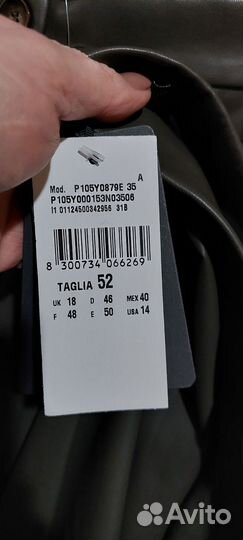 A
Mod. P105Y0879E 35
P105Y000153N03506
I1 01124500342956 31B
8 300734 066269
TAGLIA 52
UK 18 D 46 MEX 40
F 48 E 50 USA 14
Avito